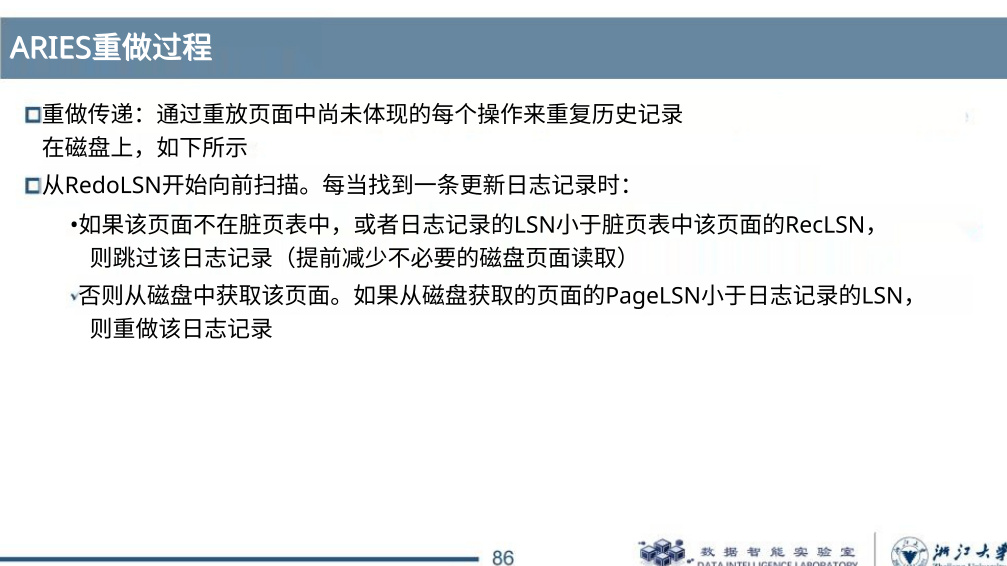 ARIES重做过程
重做传递：通过重放页面中尚未体现的每个操作来重复历史记录
在磁盘上，如下所示
从RedoLSN开始向前扫描。每当找到一条更新日志记录时：
•如果该页面不在脏页表中，或者日志记录的LSN小于脏页表中该页面的RecLSN，
则跳过该日志记录（提前减少不必要的磁盘页面读取）
否则从磁盘中获取该页面。如果从磁盘获取的页面的PageLSN小于日志记录的LSN，
则重做该日志记录
86
数据智能实验室
DATA INTELLIGENCE LABORATORY
浙江大学